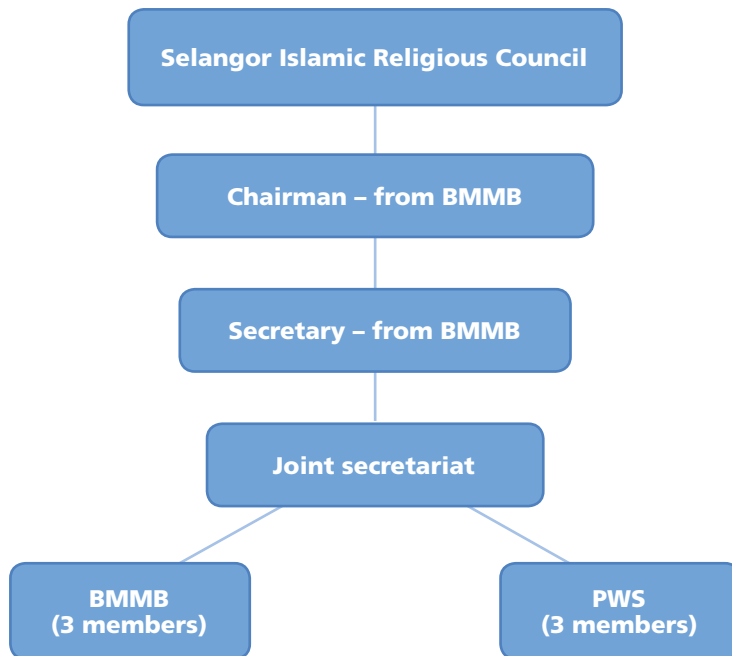 Selangor Islamic Religious Council
Chairman – from BMMB
Secretary – from BMMB
Joint secretariat
BMMB
(3 members)
PWS
(3 members)